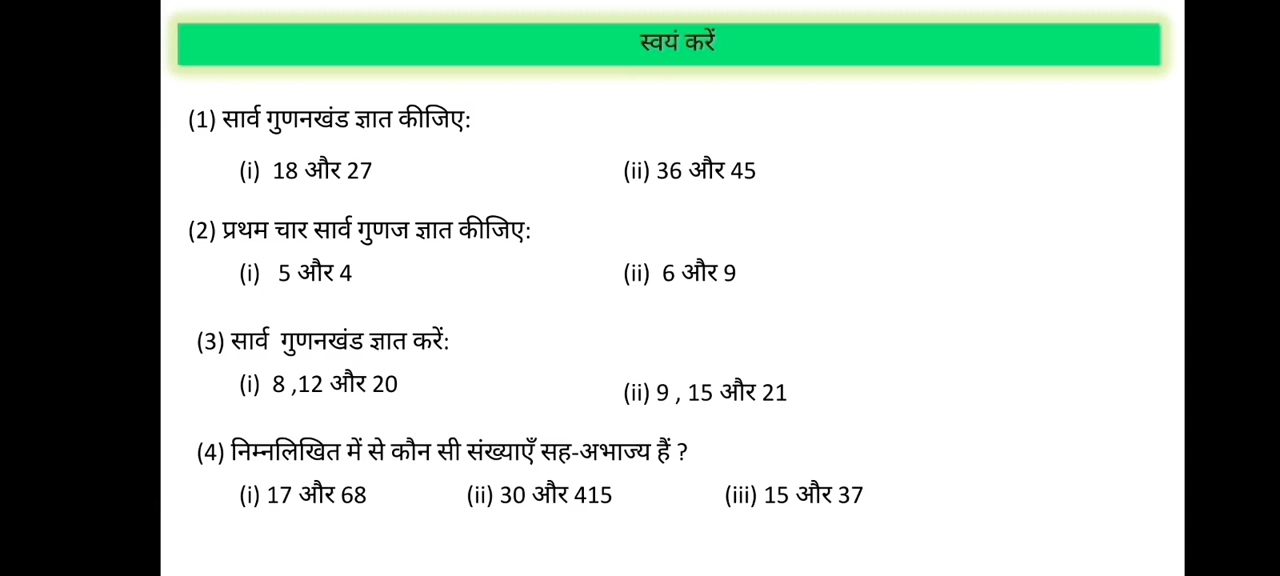 स्वयं करें
(1) सार्व गुणनखंड ज्ञात कीजिए:
(i) 18 और 27 (ii) 36 और 45
(2) प्रथम चार सार्व गुणज ज्ञात कीजिए:
(i) 5 और 4 (ii) 6 और 9
(3) सार्व गुणनखंड ज्ञात करें:
(i) 8 ,12 और 20 (ii) 9 , 15 और 21
(4) निम्नलिखित में से कौन सी संख्याएँ सह-अभाज्य हैं ?
(i) 17 और 68 (ii) 30 और 415 (iii) 15 और 37